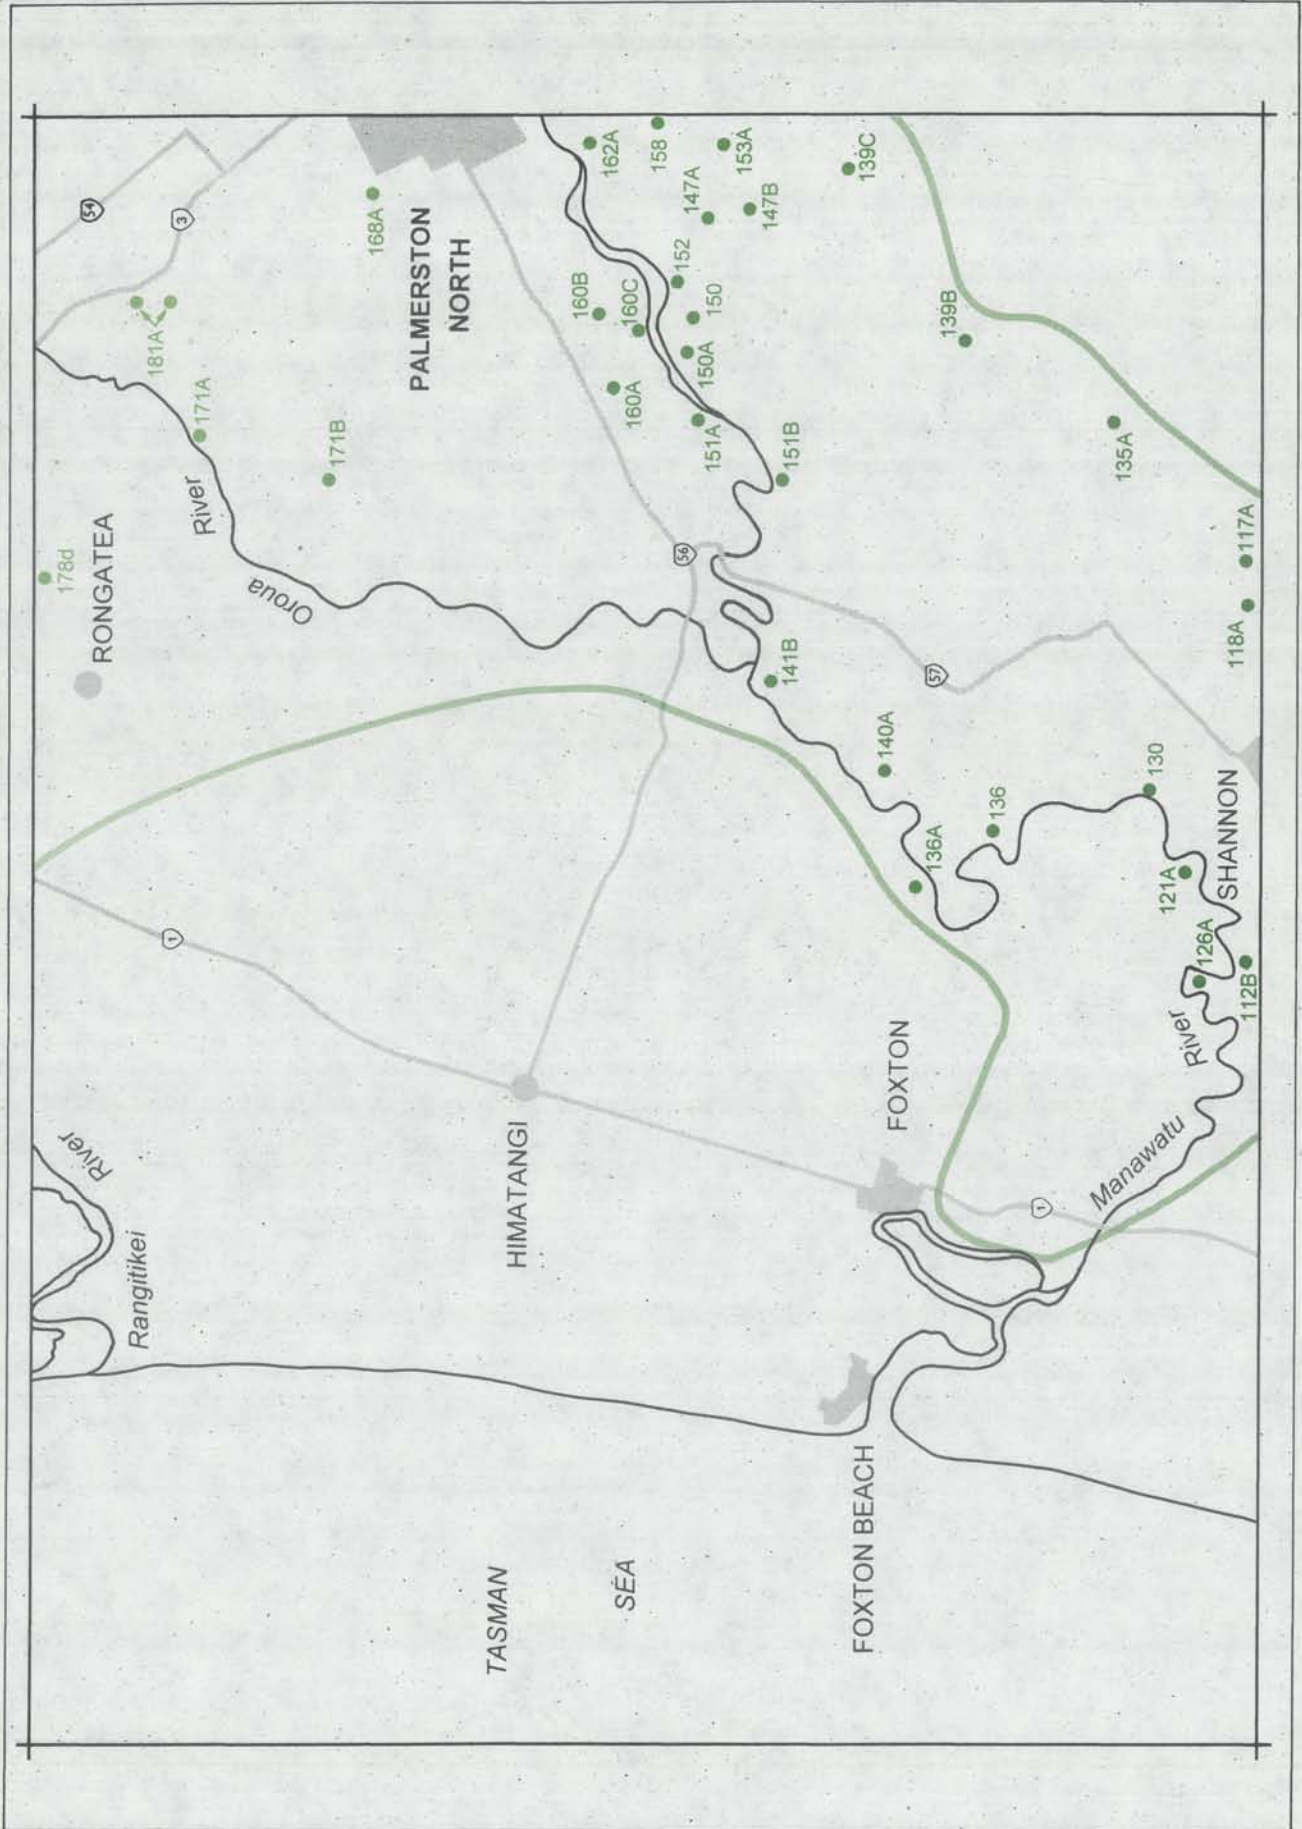 178d
River
Rangitikei
54
RONGATEA
181A
1
3
171A
River
Oroua
171B
168A
PALMERSTON
NORTH
TASMAN
SEA
HIMATANGI
160B
162A
160C
160A
158
152
56
147A
150A
150
151A
153A
147B
151B
141B
FOXTON BEACH
139C
140A
FOXTON
136A
57
139B
136
1
135A
Manawatu
River
130
121A
126A
SHANNON
118A
117A
112B